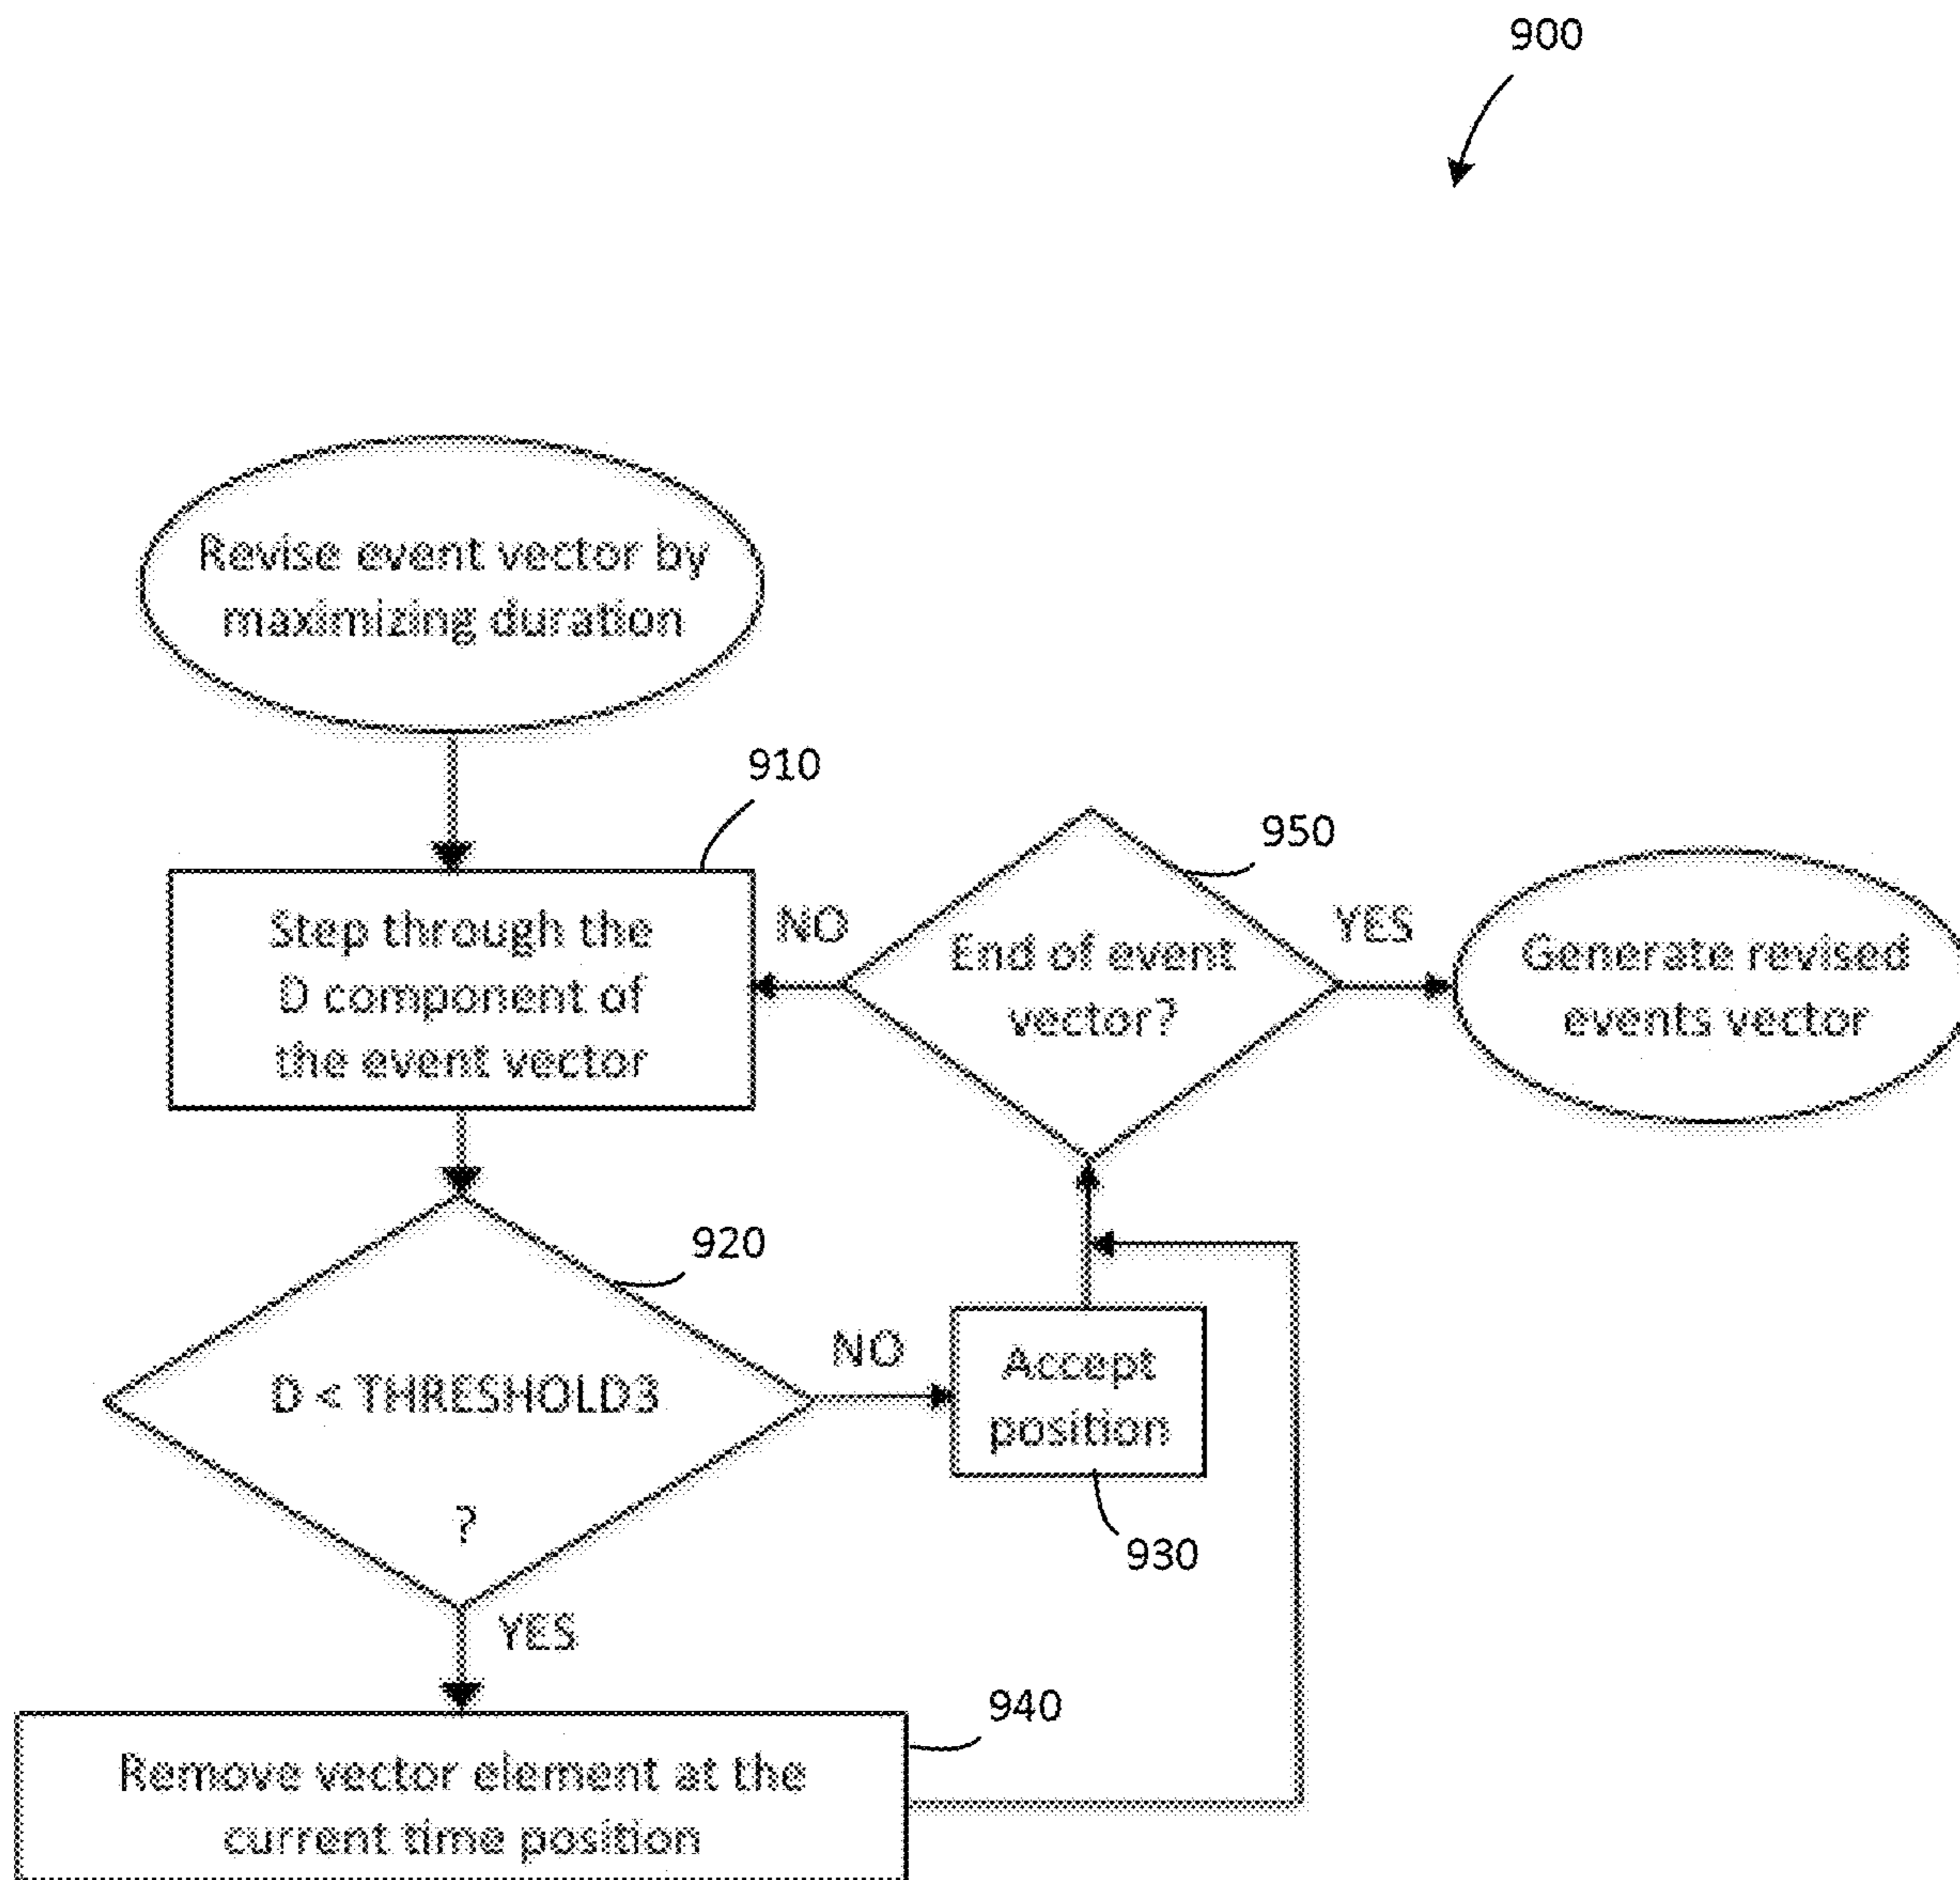 900
Revise event vector by
maximizing duration
910
Step through the
D component of
the event vector
NO
End of event
vector?
950
YES
Generate revised
events vector
920
D < THRESHOLD3
?
NO
Accept
position
930
YES
940
Remove vector element at the
current time position